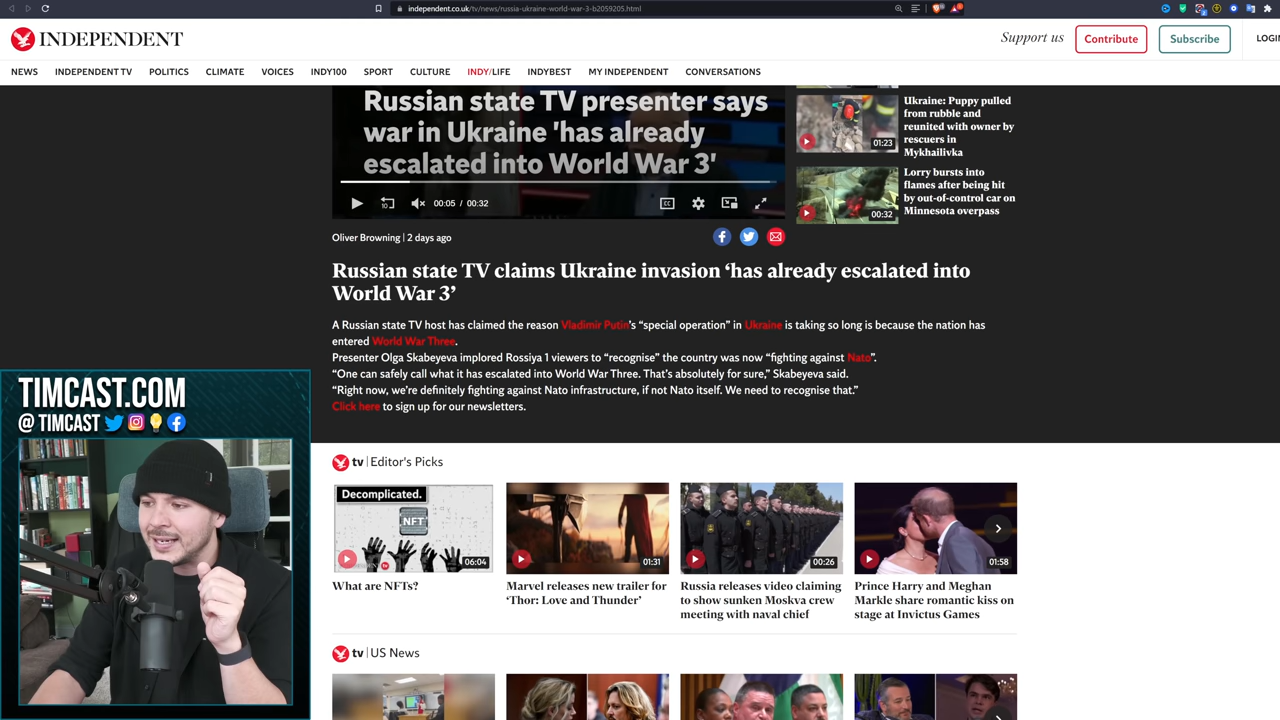 independent.co.uk/tv/news/russia-ukraine-world-war-3-b2059205.html
INDEPENDENT
Support us
Contribute
Subscribe
LOGIN
NEWS
INDEPENDENT TV
POLITICS
CLIMATE
VOICES
INDY100
SPORT
CULTURE
INDY/LIFE
INDYBEST
MY INDEPENDENT
CONVERSATIONS
Russian state TV presenter says
war in Ukraine 'has already
escalated into World War 3'
10
00:05 / 00:32
CC
01:23
Ukraine: Puppy pulled
from rubble and
reunited with owner by
rescuers in
Mykhailivka
00:32
Lorry bursts into
flames after being hit
by out-of-control car on
Minnesota overpass
Oliver Browning | 2 days ago
Russian state TV claims Ukraine invasion ‘has already escalated into
World War 3’
A Russian state TV host has claimed the reason Vladimir Putin’s “special operation” in Ukraine is taking so long is because the nation has
entered World War Three.
Presenter Olga Skabeyeva implored Rossiya 1 viewers to “recognise” the country was now “fighting against Nato”.
“One can safely call what it has escalated into World War Three. That’s absolutely for sure,” Skabeyeva said.
“Right now, we’re definitely fighting against Nato infrastructure, if not Nato itself. We need to recognise that.”
Click here to sign up for our newsletters.
TIMCAST.COM
@ TIMCAST
tv | Editor's Picks
Decomplicated.
NFT
06:04
What are NFTs?
01:31
Marvel releases new trailer for
‘Thor: Love and Thunder’
00:26
Russia releases video claiming
to show sunken Moskva crew
meeting with naval chief
01:58
Prince Harry and Meghan
Markle share romantic kiss on
stage at Invictus Games
tv | US News